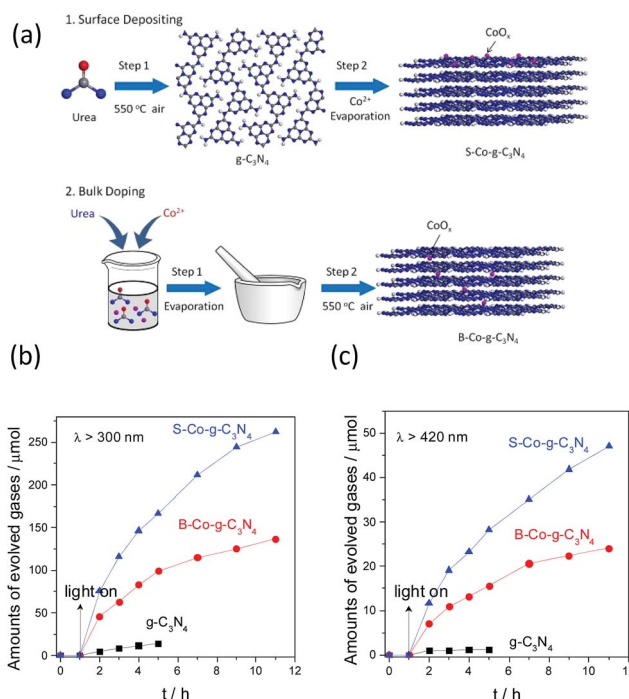 (a)
1. Surface Depositing
Urea
Step 1
550 °C air
g-C₃N₄
Step 2
Co²⁺
Evaporation
CoOₓ
S-Co-g-C₃N₄
2. Bulk Doping
Urea
Co²⁺
Step 1
Evaporation
Step 2
550 °C air
CoOₓ
B-Co-g-C₃N₄
(b)
Amounts of evolved gases / μmol
250
200
150
100
50
0
λ > 300 nm
S-Co-g-C₃N₄
B-Co-g-C₃N₄
light on
g-C₃N₄
0 2 4 6 8 10 12
t / h
(c)
Amounts of evolved gases / μmol
50
40
30
20
10
0
λ > 420 nm
S-Co-g-C₃N₄
B-Co-g-C₃N₄
light on
g-C₃N₄
0 2 4 6 8 10 12
t / h